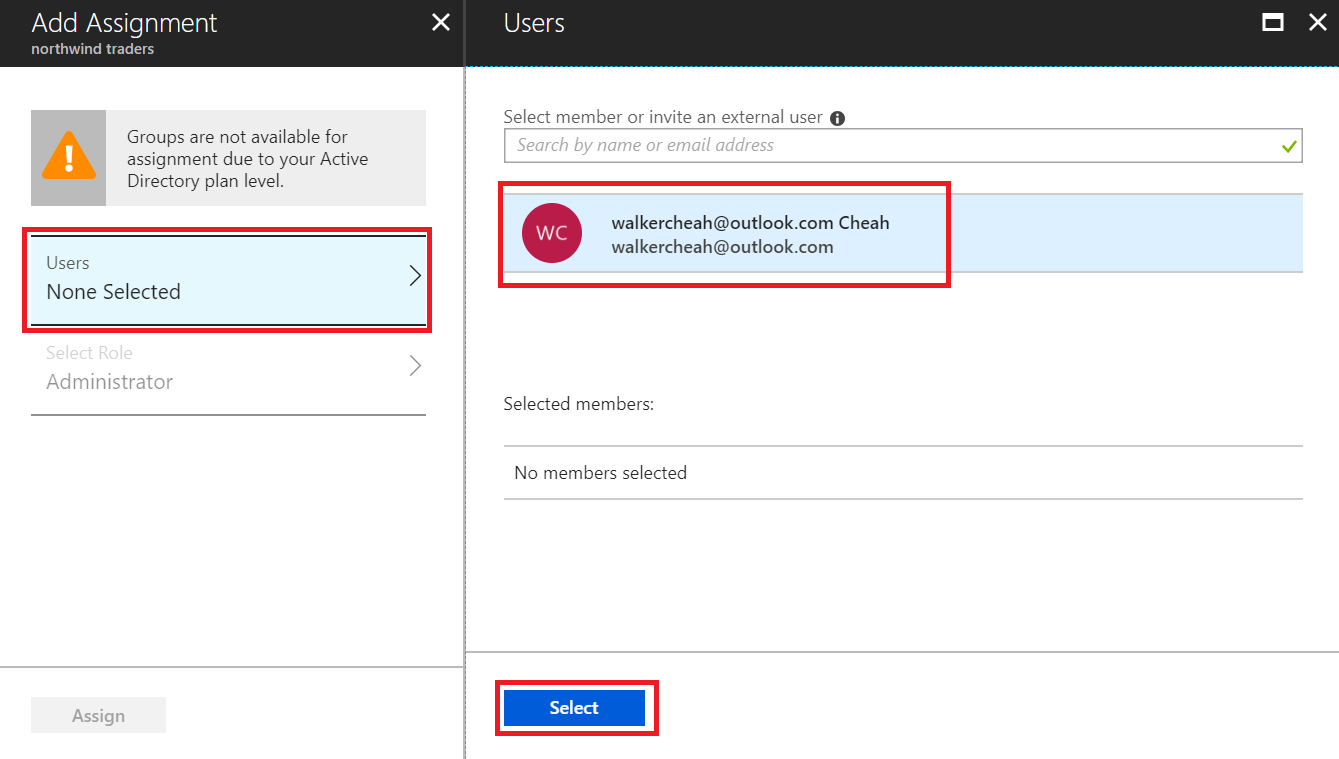 Add Assignment
northwind traders
Groups are not available for
assignment due to your Active
Directory plan level.
Users
None Selected
Select Role
Administrator
Assign
Users
Select member or invite an external user
Search by name or email address
WC
walkercheah@outlook.com Cheah
walkercheah@outlook.com
Selected members:
No members selected
Select